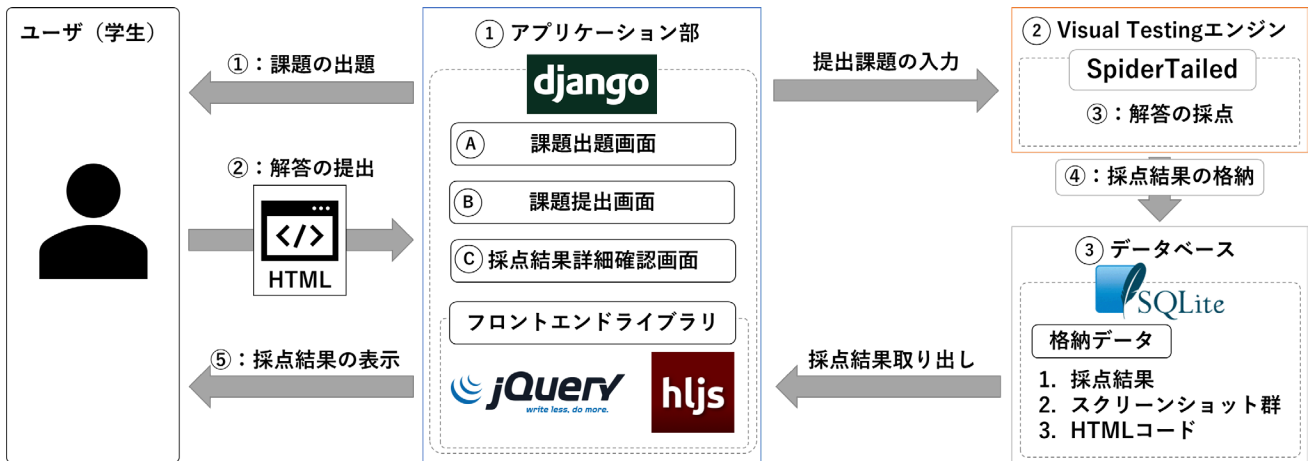 ユーザ（学生）
①：課題の出題
②：解答の提出
</>
HTML
⑤：採点結果の表示
① アプリケーション部
django
A 課題出題画面
B 課題提出画面
C 採点結果詳細確認画面
フロントエンドライブラリ
jQuery
write less, do more.
hljs
提出課題の入力
採点結果取り出し
② Visual Testingエンジン
SpiderTailed
③：解答の採点
④：採点結果の格納
③ データベース
SQLite
格納データ
1. 採点結果
2. スクリーンショット群
3. HTMLコード